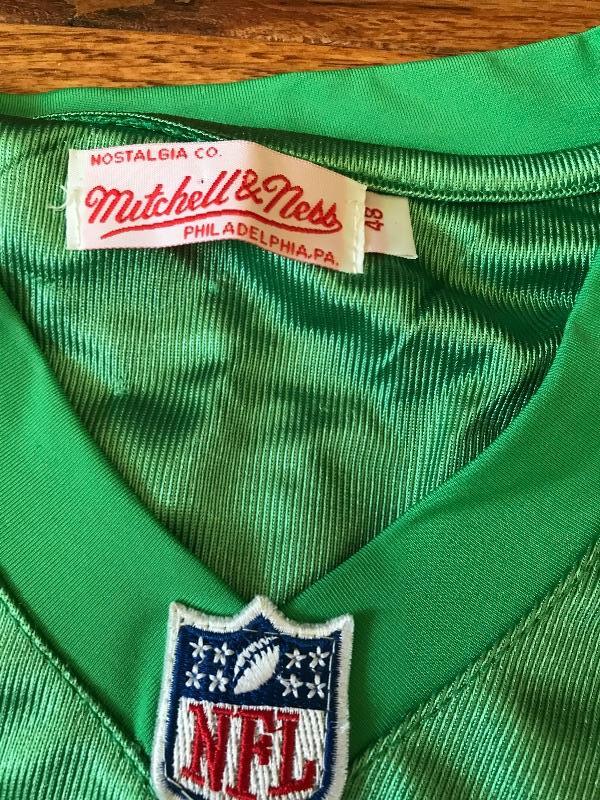 NOSTALGIA CO.
Mitchell & Ness
PHILADELPHIA, PA.
48
NFL